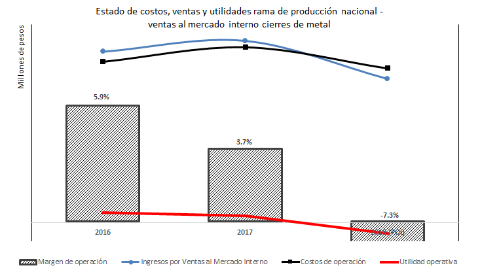 Estado de costos, ventas y utilidades rama de producción nacional -
ventas al mercado interno cierres de metal
Millones de pesos
5.9%
3.7%
-7.3%
2016
2017
Margen de operación
Ingresos por Ventas al Mercado Interno
Costos de operación
Utilidad operativa